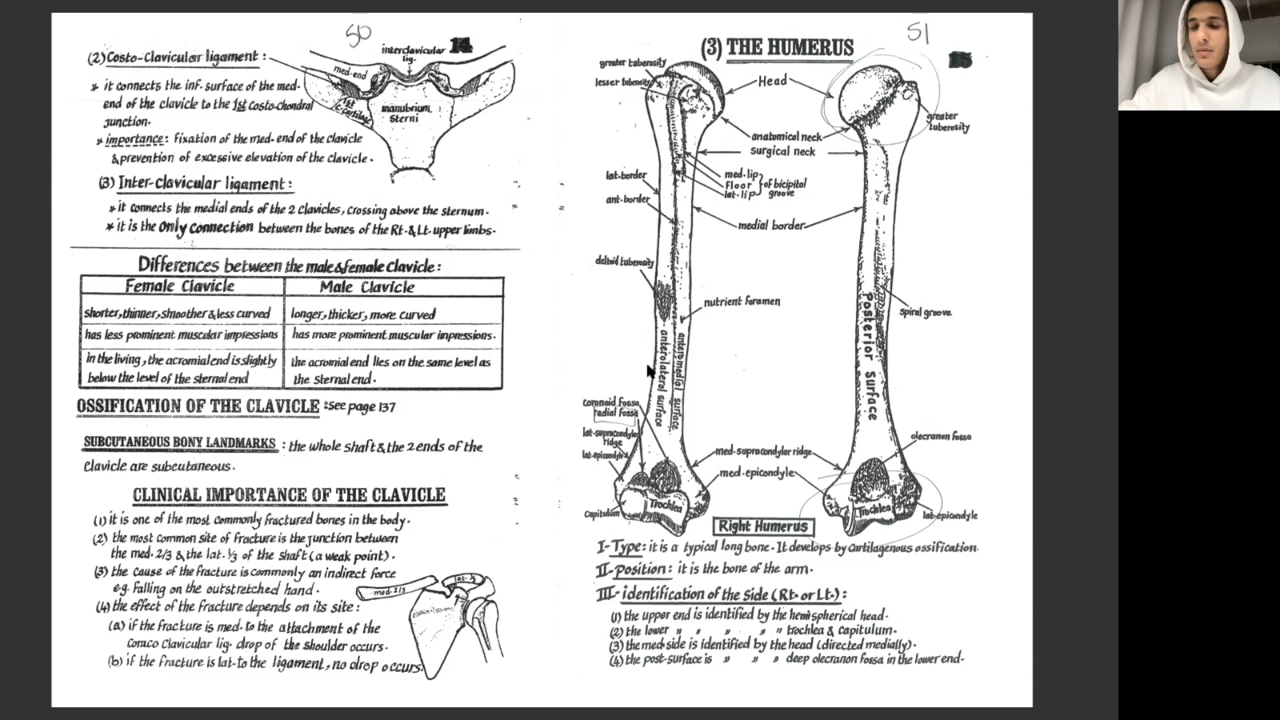 50
14
(2) Costo-Clavicular ligament :
* it connects the inf. surface of the med-
end of the clavicle to the 1st Costo-chondral
junction.
* importance: fixation of the med-end of the clavicle
& prevention of excessive elevation of the clavicle.
interclavicular
lig.
med-end
1st
C. cartilage
manubrium
sterni
(3) Inter-clavicular ligament :
* it connects the medial ends of the 2 clavicles, crossing above the sternum.
* it is the only connection between the bones of the Rt. & Lt. upper limbs.
Differences between the male & female clavicle :
Female Clavicle
Male Clavicle
shorter, thinner, smoother & less curved
longer, thicker, more curved
has less prominent muscular impressions
has more prominent muscular impressions.
in the living, the acromial end is slightly
below the level of the sternal end
the acromial end lies on the same level as
the sternal end.
OSSIFICATION OF THE CLAVICLE : see page 137
SUBCUTANEOUS BONY LANDMARKS : the whole shaft & the 2 ends of the
clavicle are subcutaneous.
CLINICAL IMPORTANCE OF THE CLAVICLE
(1) it is one of the most commonly fractured bones in the body.
(2) the most common site of fracture is the junction between
the med. 2/3 & the lat. 1/3 of the shaft (a weak point).
(3) the cause of the fracture is commonly an indirect force
e.g. falling on the outstretched hand.
(4) the effect of the fracture depends on its site :
(a) if the fracture is med. to the attachment of the
Coraco Clavicular lig. drop of the shoulder occurs.
(b) if the fracture is lat. to the ligament, no drop occurs.
med. 2/3
lat. 1/3
51
15
(3) THE HUMERUS
greater tuberosity
lesser tuberosity
Head
greater
tuberosity
anatomical neck
surgical neck
med-lip
floor
lat-lip
of bicipital
groove
lat-border
ant-border
medial border
deltoid tuberosity
nutrient foramen
spiral groove
anterolateral surface
anteromedial surface
Posterior surface
coronoid fossa
radial fossa
lat-supracondylar
ridge
lat-epicondyle
capitulum
Trochlea
med-supracondylar ridge
med-epicondyle
olecranon fossa
Trochlea
lat-epicondyle
Right Humerus
I-Type: it is a typical long bone. It develops by cartilagenous ossification.
II-position: it is the bone of the arm.
III-identification of the side (Rt. or Lt.) :
(1) the upper end is identified by the hemispherical head.
(2) the lower " " " " " trochlea & capitulum.
(3) the med-side is identified by the head (directed medially).
(4) the post-surface is " " " deep olecranon fossa in the lower end.